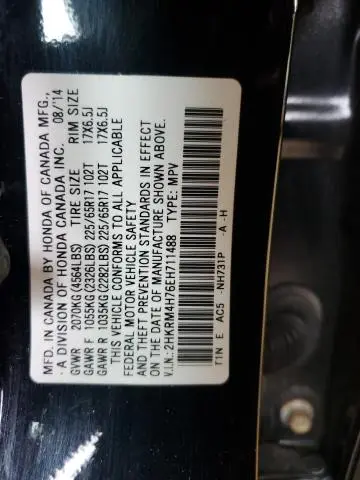 MFD. IN CANADA BY HONDA OF CANADA MFG.,
A DIVISION OF HONDA CANADA INC. 08/'14
TIRE SIZE RIM SIZE
GVWR 2070KG(4564LBS)
GAWR F 1055KG(2326LBS) 225/65R17 102T 17X6.5J
GAWR R 1035KG(2282LBS) 225/65R17 102T 17X6.5J
THIS VEHICLE CONFORMS TO ALL APPLICABLE
FEDERAL MOTOR VEHICLE SAFETY
AND THEFT PREVENTION STANDARDS IN EFFECT
ON THE DATE OF MANUFACTURE SHOWN ABOVE.
V.I.N.: 2HKRM4H76EH711488 TYPE: MPV
T1N E AC5 -NH731P -A -H